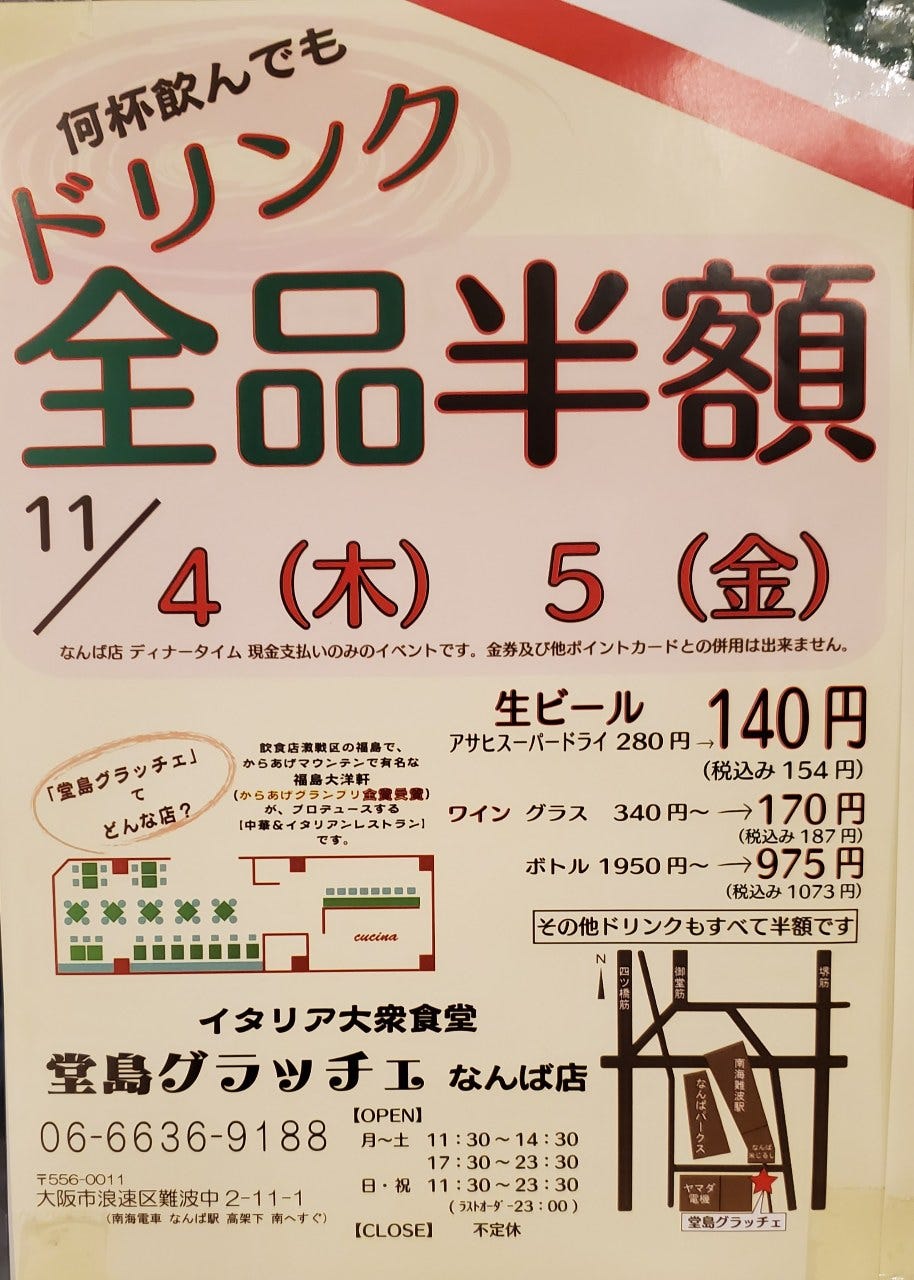 何杯飲んでも
ドリンク
全品半額
11/4(木) 5(金)
なんば店 ディナータイム 現金支払いのみのイベントです。金券及び他ポイントカードとの併用は出来ません。
生ビール
アサヒスーパードライ 280円→140円
(税込み 154円)
ワイン グラス 340円～→170円
(税込み 187円)
ボトル 1950円～→975円
(税込み 1073円)
その他ドリンクもすべて半額です
「堂島グラッチェ」
て
どんな店？
飲食店激戦区の福島で、
からあげマウンテンで有名な
福島大洋軒
(からあげグランプリ金賞受賞)
が、プロデュースする
【中華＆イタリアンレストラン】
です。
cucina
イタリア大衆食堂
堂島グラッチェ なんば店
06-6636-9188
〒556-0011
大阪市浪速区難波中2-11-1
(南海電車 なんば駅 高架下 南へすぐ)
【OPEN】
月～土 11:30～14:30
17:30～23:30
日・祝 11:30～23:30
(ラストオーダｰ23:00)
【CLOSE】 不定休
N
四ツ橋筋
御堂筋
堺筋
南海難波駅
なんばパークス
なんば
米じるし
ヤマダ
電機
堂島グラッチェ